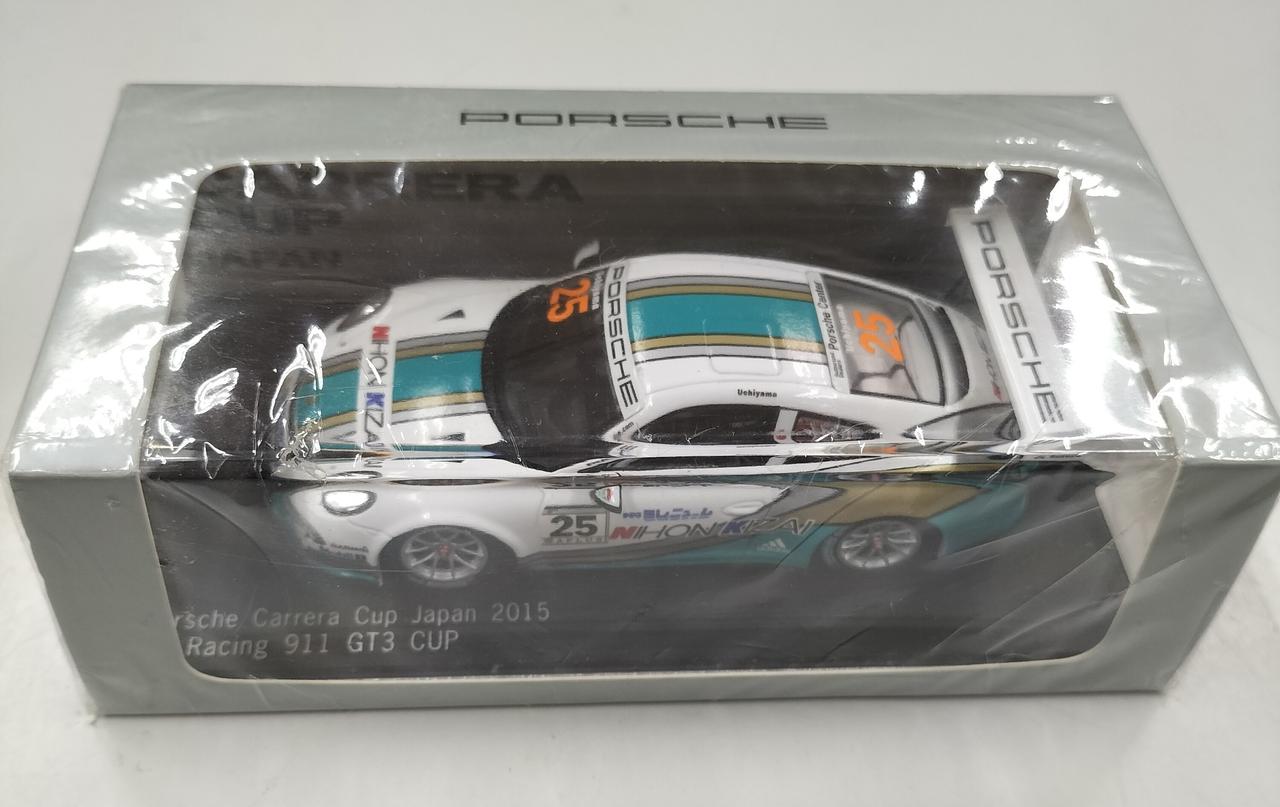 PORSCHE
CARRERA
CUP
JAPAN
25
PORSCHE
Porsche Center
25
PORSCHE
NIHON KIZAI
Uchiyama
25
NIHON KIZAI
adidas
rsche Carrera Cup Japan 2015
Racing 911 GT3 CUP